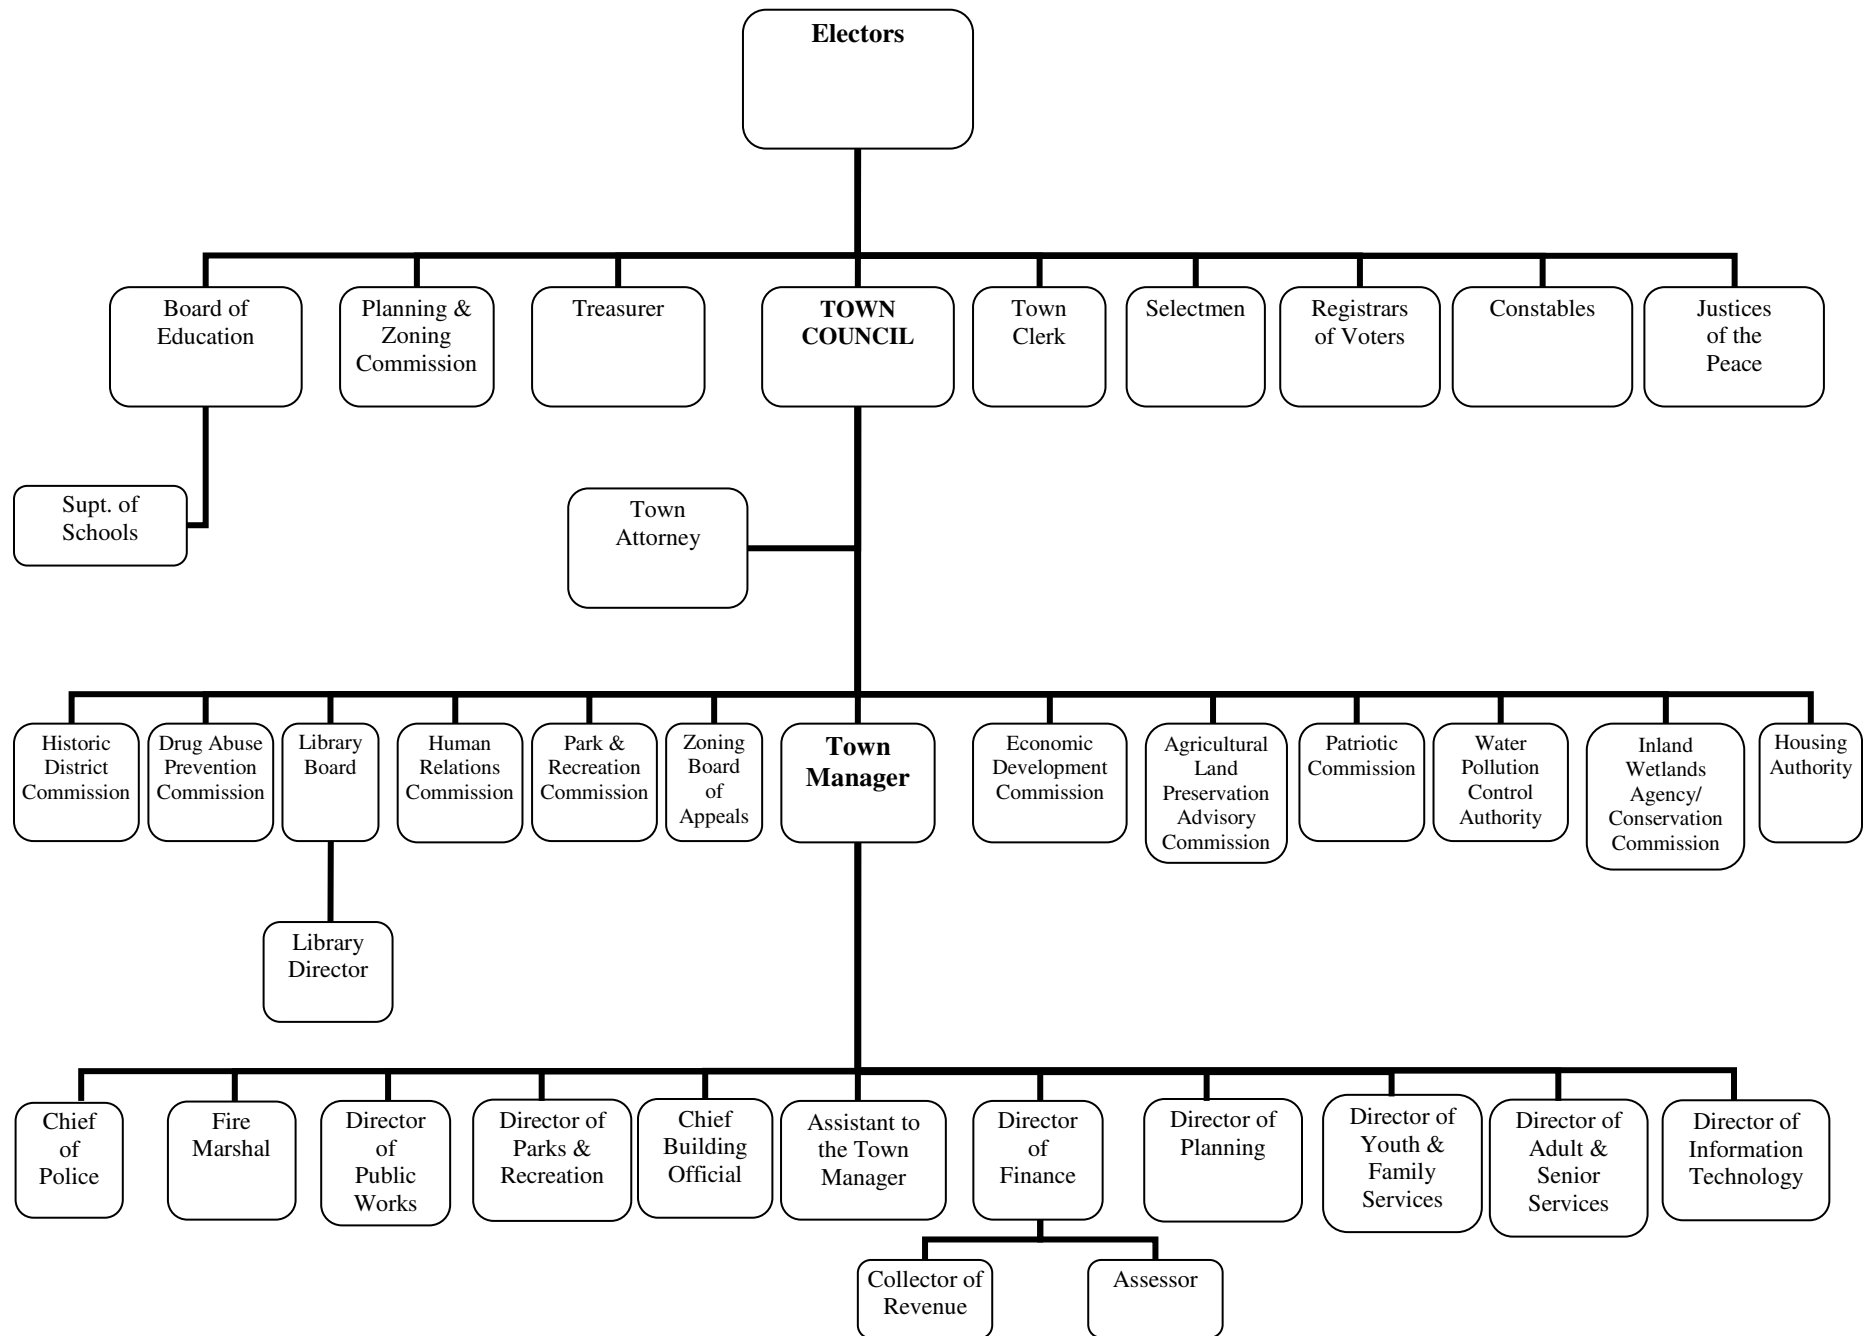 Electors
Board of
Education
Planning &
Zoning
Commission
Treasurer
TOWN
COUNCIL
Town
Clerk
Selectmen
Registrars
of Voters
Constables
Justices
of the
Peace
Supt. of
Schools
Town
Attorney
Historic
District
Commission
Drug Abuse
Prevention
Commission
Library
Board
Human
Relations
Commission
Park &
Recreation
Commission
Zoning
Board
of
Appeals
Town
Manager
Economic
Development
Commission
Agricultural
Land
Preservation
Advisory
Commission
Patriotic
Commission
Water
Pollution
Control
Authority
Inland
Wetlands
Agency/
Conservation
Commission
Housing
Authority
Library
Director
Chief
of
Police
Fire
Marshal
Director
of
Public
Works
Director of
Parks &
Recreation
Chief
Building
Official
Assistant to
the Town
Manager
Director
of
Finance
Director of
Planning
Director of
Youth &
Family
Services
Director of
Adult &
Senior
Services
Director of
Information
Technology
Collector of
Revenue
Assessor